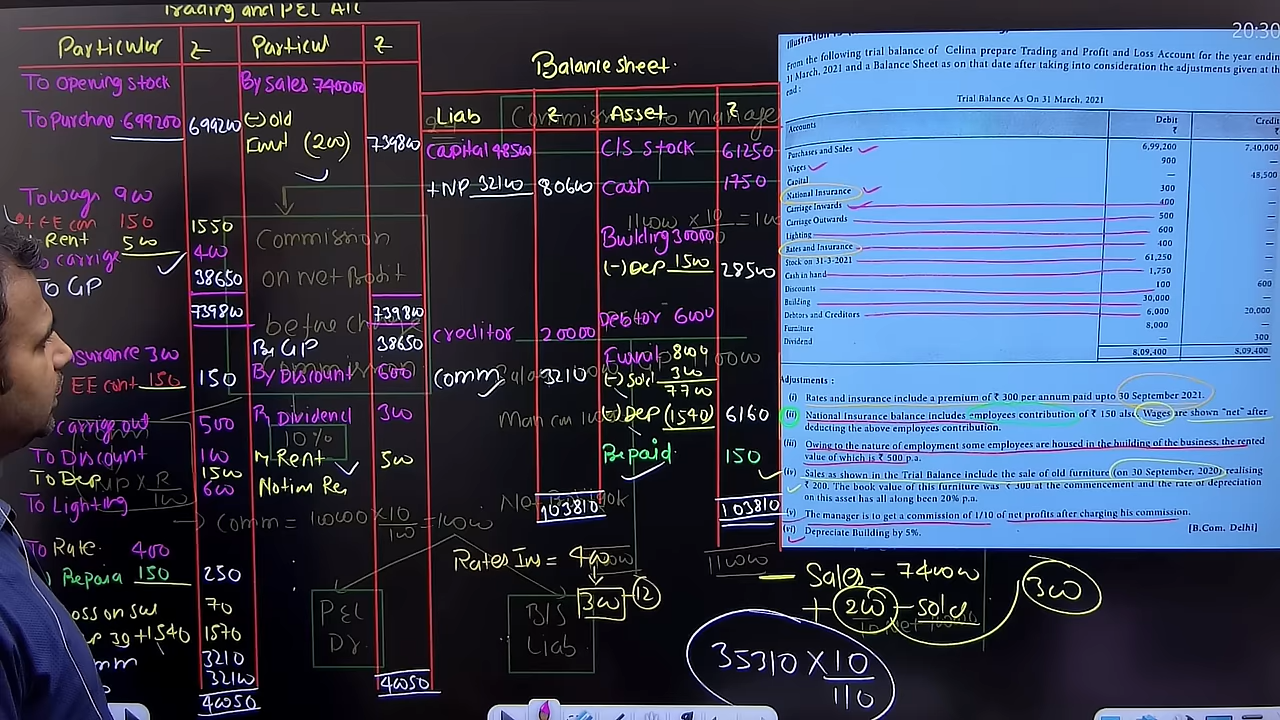 Trading and P&L A/c
Particular ₹ Particul ₹
To opening stock By Sales 740000
To Purchase 699200 699200 (-) old
Furnt (200) 739800
To wags 900
+ EE con 150
Rent 500 1550
carriage 400
To GP 38650
739800 739800
By GP 38650
Insurance 300
EE cont 150 150 By Discount 600
carriage out 500 By Dividend 300
10%
To Discount 100 By Rent 500
To Dep 1500 Notion Re
To Lighting 600
To Rate 400
Prepaid 150 250
Loss on sal 70
30+1540 1570
Comm 3210
32100
40050 40050
Commission
on net profit
before
Comm = 110000 × 10/100 = 11000
P&L
Dr.
B/S
Liab
Balance sheet.
Liab ₹ Asset ₹
Capital 48500 C/S stock 61250
+ NP 32100 80600 Cash 1750
Building 30000
(-) Dep 1500 28500
creditor 20000 Debtor 6000
Furnit 8000
Comm 3210 (-) Sold 300
7700
(-) Dep (1540) 6160
Prepaid 150
103810 103810
Rates Ins = 400
300 12
Sales - 740000
+ 200 - sales 300
35310 × 10/110
20:30
From the following trial balance of Celina prepare Trading and Profit and Loss Account for the year ending
31 March, 2021 and a Balance Sheet as on that date after taking into consideration the adjustments given at the
end :
Trial Balance As On 31 March, 2021
Accounts Debit ₹ Credit ₹
Purchases and Sales 6,99,200 7,40,000
Wages 900 —
Capital — 48,500
National Insurance 300 —
Carriage Inwards 400 —
Carriage Outwards 500 —
Lighting 600 —
Rates and Insurance 400 —
Stock on 31-3-2021 61,250 —
Cash in hand 1,750 —
Discounts 100 600
Building 30,000 —
Debtors and Creditors 6,000 20,000
Furniture 8,000 —
Dividend — 300
8,09,400 8,09,400
Adjustments :
(i) Rates and insurance include a premium of ₹ 300 per annum paid upto 30 September 2021.
(ii) National Insurance balance includes employees contribution of ₹ 150 also. Wages are shown "net" after
deducting the above employees contribution.
(iii) Owing to the nature of employment some employees are housed in the building of the business, the rented
value of which is ₹ 500 p.a.
(iv) Sales as shown in the Trial Balance include the sale of old furniture (on 30 September, 2020) realising
₹ 200. The book value of this furniture was ₹ 300 at the commencement and the rate of depreciation
on this asset has all along been 20% p.a.
(v) The manager is to get a commission of 1/10 of net profits after charging his commission.
(vi) Depreciate Building by 5%. [B.Com. Delhi]